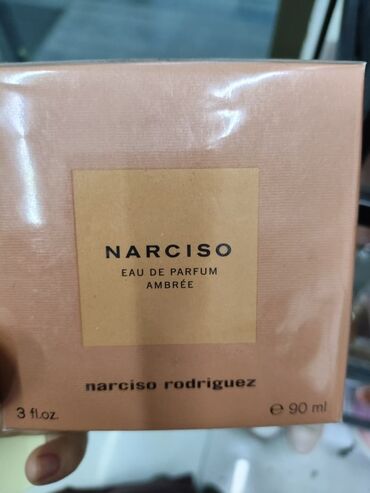 NARCISO
EAU DE PARFUM
AMBRÉE
narciso rodriguez
3 fl.oz. ℮ 90 ml